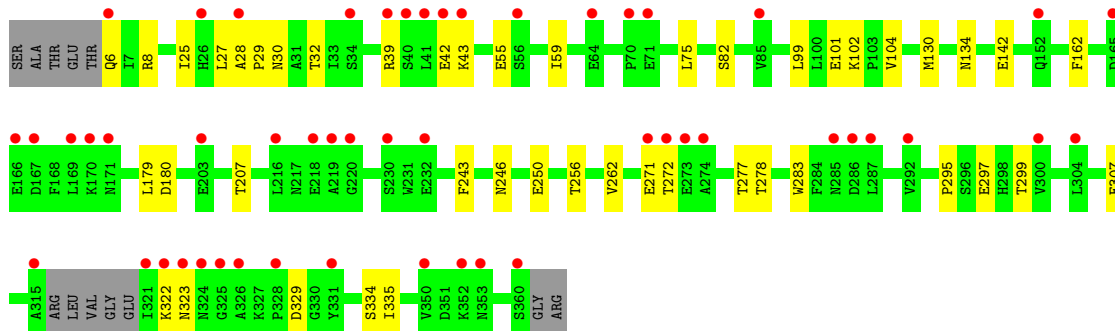 SER ALA THR GLU THR Q6 I7 R8 I25 H26 L27 A28 P29 N30 A31 T32 I33 S34 R39 S40 L41 E42 K43 E55 S56 I59 E64 P70 E71 L75 S82 V85 L99 L100 E101 K102 P103 V104 M130 N134 E142 Q152 F162 D165
E166 D167 F168 L169 K170 N171 L179 D180 E203 T207 L216 N217 E218 A219 G220 S230 W231 E232 F243 N246 E250 T256 V262 E271 T272 E273 A274 T277 T278 W283 F284 N285 D286 L287 V292 P295 S296 E297 H298 T299 V300 L304 E307
A315 ARG LEU VAL GLY GLU I321 K322 N323 N324 G325 A326 K327 P328 D329 G330 Y331 S334 I335 V350 D351 K352 N353 S360 GLY ARG